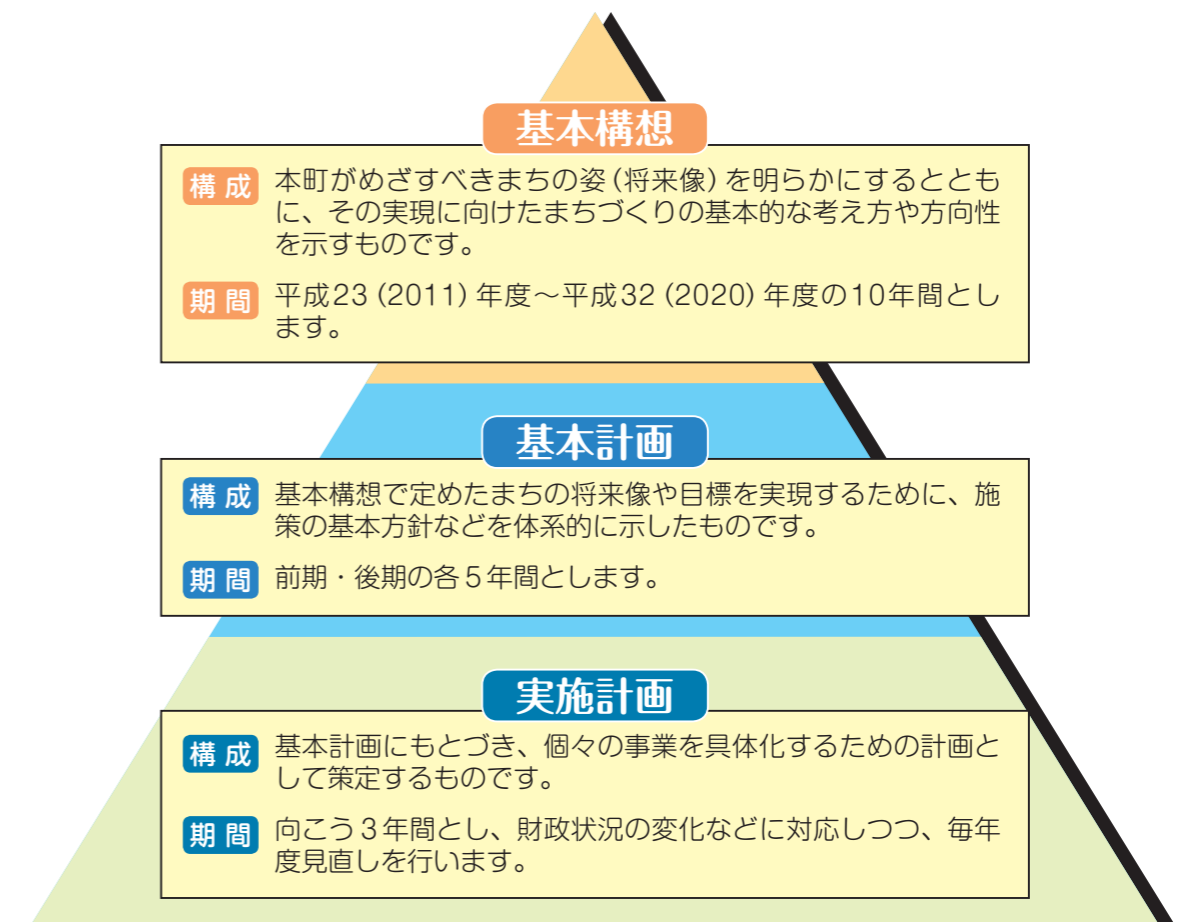 基本構想
構成
本町がめざすべきまちの姿（将来像）を明らかにするととも
に、その実現に向けたまちづくりの基本的な考え方や方向性
を示すものです。
期間
平成23（2011）年度～平成32（2020）年度の10年間とし
ます。
基本計画
構成
基本構想で定めたまちの将来像や目標を実現するために、施
策の基本方針などを体系的に示したものです。
期間
前期・後期の各５年間とします。
実施計画
構成
基本計画にもとづき、個々の事業を具体化するための計画と
して策定するものです。
期間
向こう３年間とし、財政状況の変化などに対応しつつ、毎年
度見直しを行います。